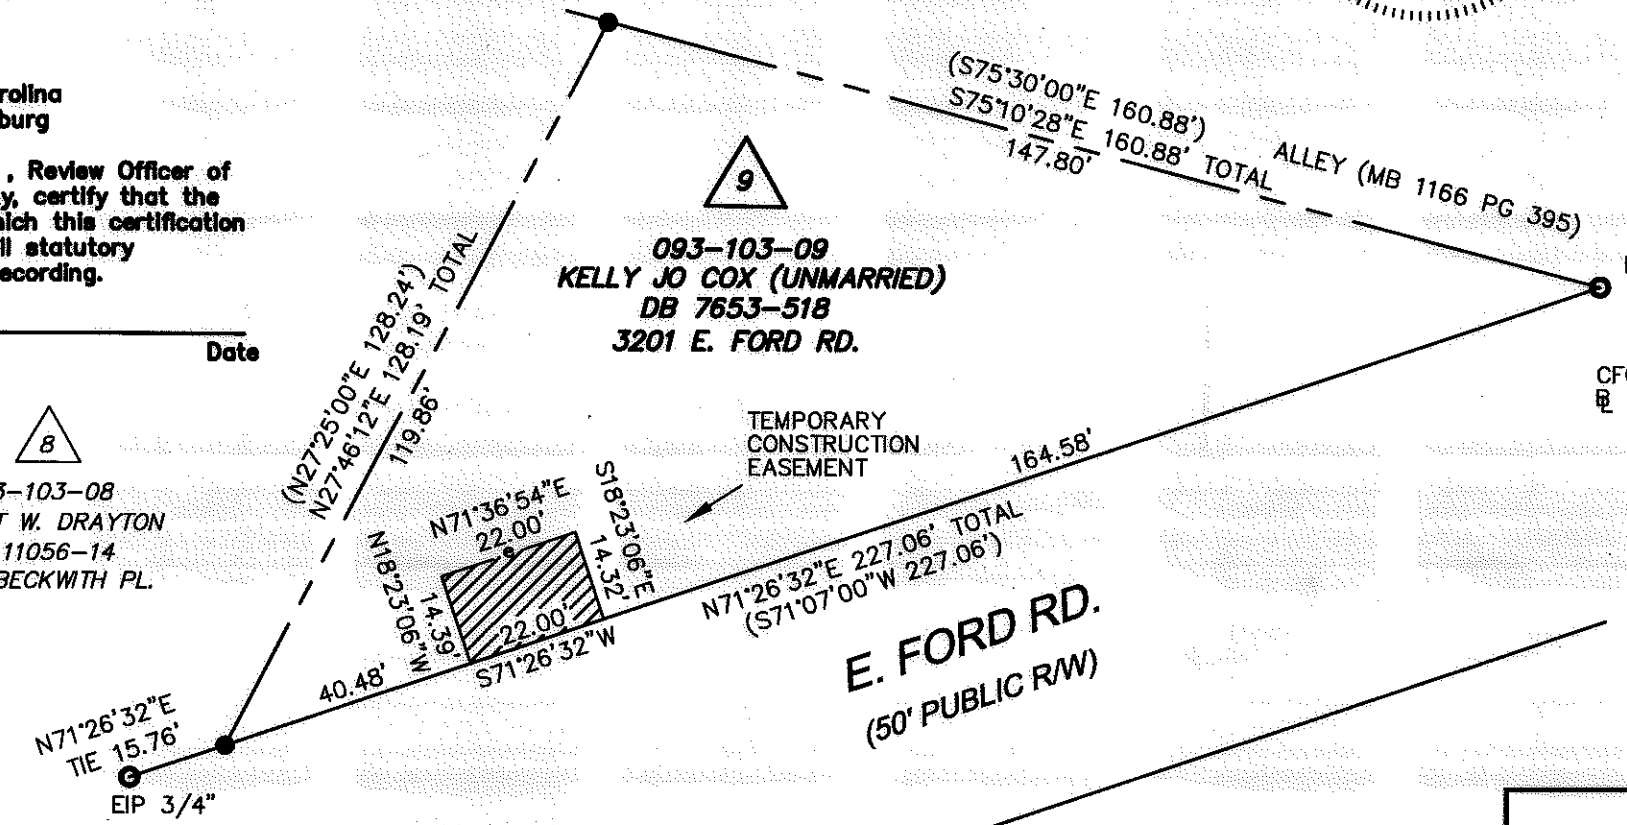 rolina
burg
, Review Officer of
y, certify that the
hich this certification
ll statutory
ecording.
Date
(S75°30'00"E 160.88')
S75°10'28"E 160.88' TOTAL
147.80'
ALLEY (MB 1166 PG 395)
9
093-103-09
KELLY JO COX (UNMARRIED)
DB 7653-518
3201 E. FORD RD.
(N27°25'00"E 128.24')
N27°46'12"E 128.19' TOTAL
119.86'
8
3-103-08
T W. DRAYTON
11056-14
BECKWITH PL.
TEMPORARY
CONSTRUCTION
EASEMENT
N71°36'54"E
22.00'
S18°23'06"E
14.32'
N18°23'06"W
14.39'
22.00'
S71°26'32"W
164.58'
N71°26'32"E 227.06' TOTAL
(S71°07'00"W 227.06')
40.48'
E. FORD RD.
(50' PUBLIC R/W)
N71°26'32"E
TIE 15.76'
EIP 3/4"